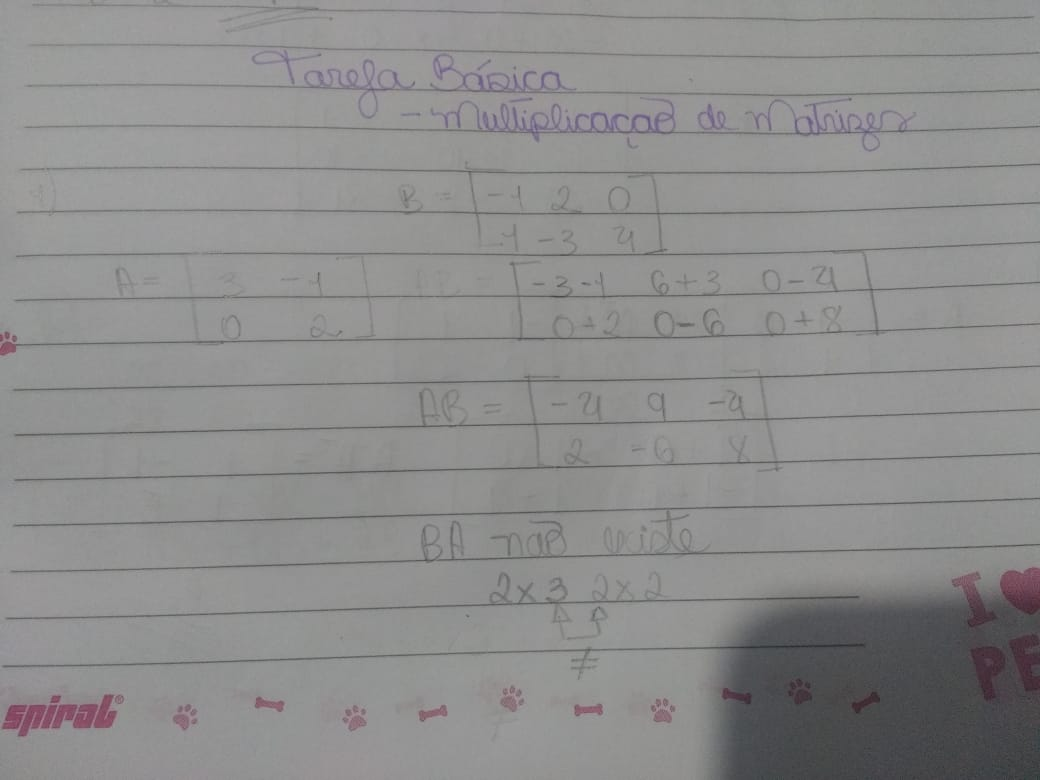 Tarefa Básica
- Multiplicação de Matrizes
1)
B = [-1 2 0
1 -3 4]
A = [3 -1
0 2]
AB = [-3-1 6+3 0-4
0+2 0-6 0+8]
AB = [-4 9 -4
2 -6 8]
BA não existe
2x3 2x2
≠
I ❤
PE
spiral®